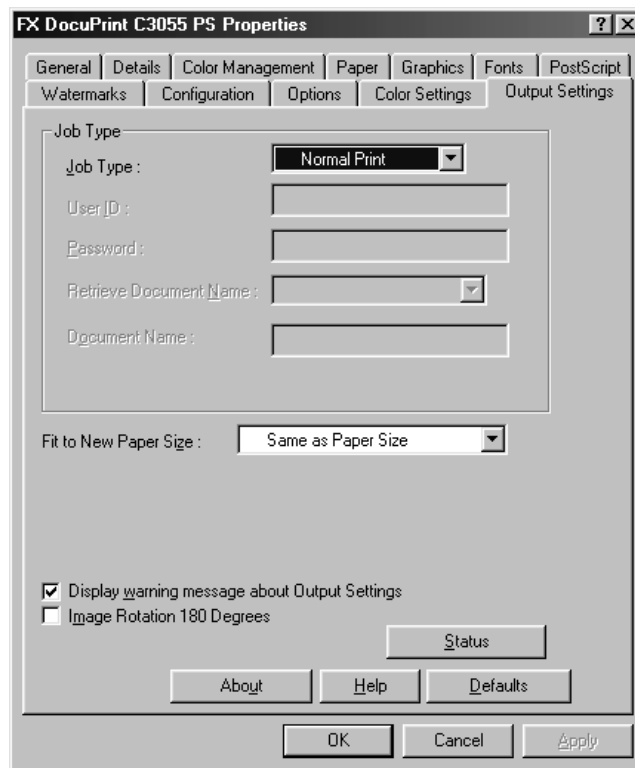 FX DocuPrint C3055 PS Properties
? ×
General Details Color Management Paper Graphics Fonts PostScript
Watermarks Configuration Options Color Settings Output Settings
Job Type
Job Type : Normal Print
User ID :
Password :
Retrieve Document Name :
Document Name :
Fit to New Paper Size : Same as Paper Size
Display warning message about Output Settings
Image Rotation 180 Degrees
Status
About Help Defaults
OK Cancel Apply